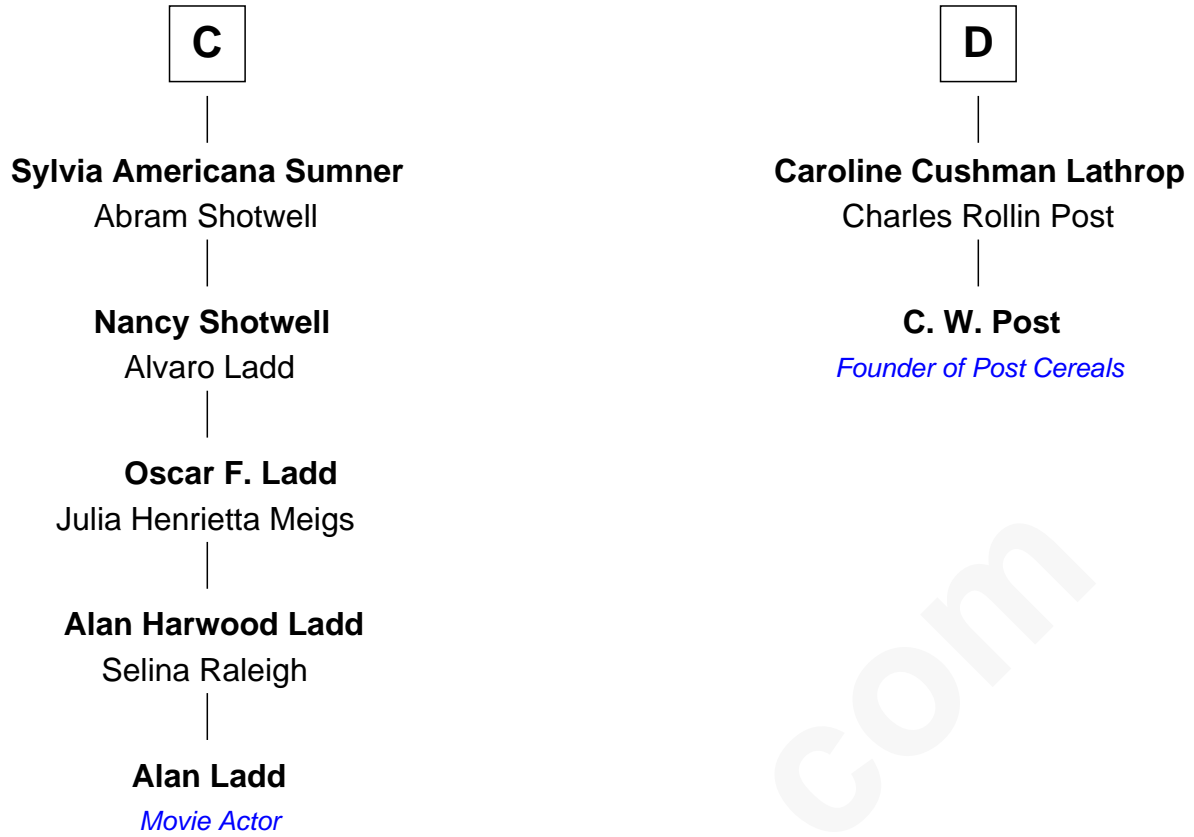 C
Sylvia Americana Sumner
Abram Shotwell
Nancy Shotwell
Alvaro Ladd
Oscar F. Ladd
Julia Henrietta Meigs
Alan Harwood Ladd
Selina Raleigh
Alan Ladd
Movie Actor
D
Caroline Cushman Lathrop
Charles Rollin Post
C. W. Post
Founder of Post Cereals
com